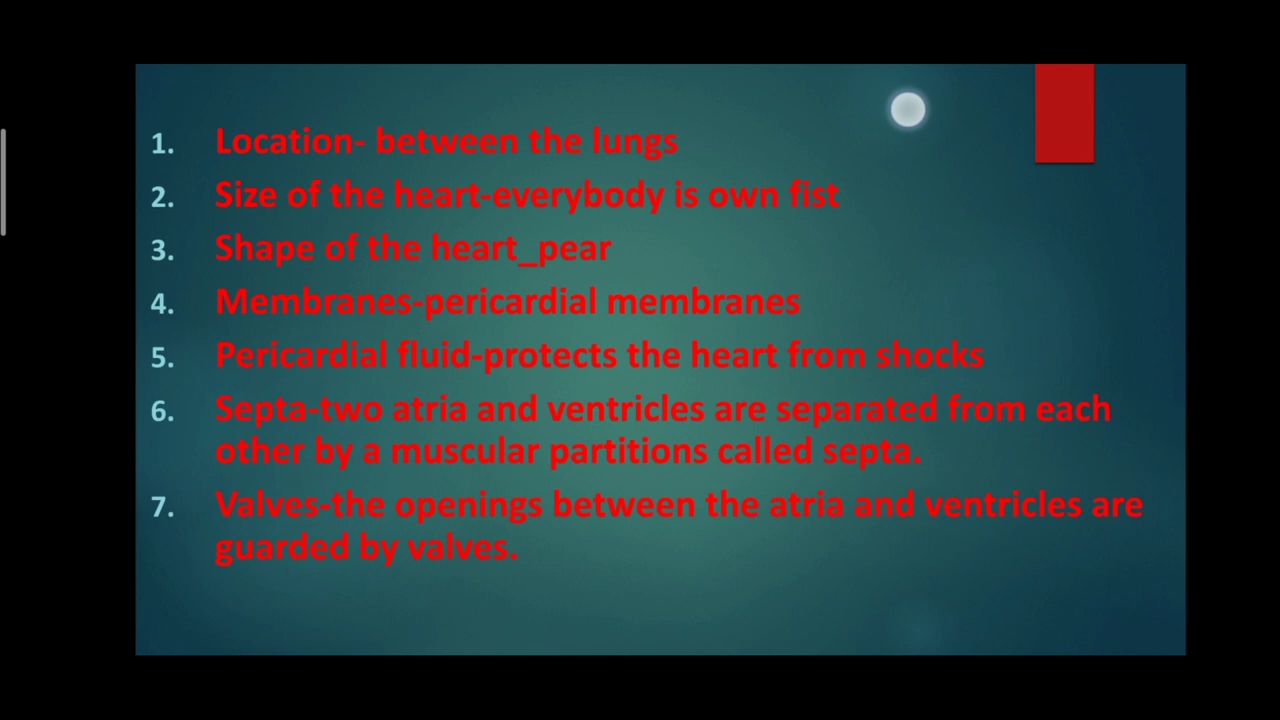 1. Location- between the lungs
2. Size of the heart-everybody is own fist
3. Shape of the heart_pear
4. Membranes-pericardial membranes
5. Pericardial fluid-protects the heart from shocks
6. Septa-two atria and ventricles are separated from each
other by a muscular partitions called septa.
7. Valves-the openings between the atria and ventricles are
guarded by valves.